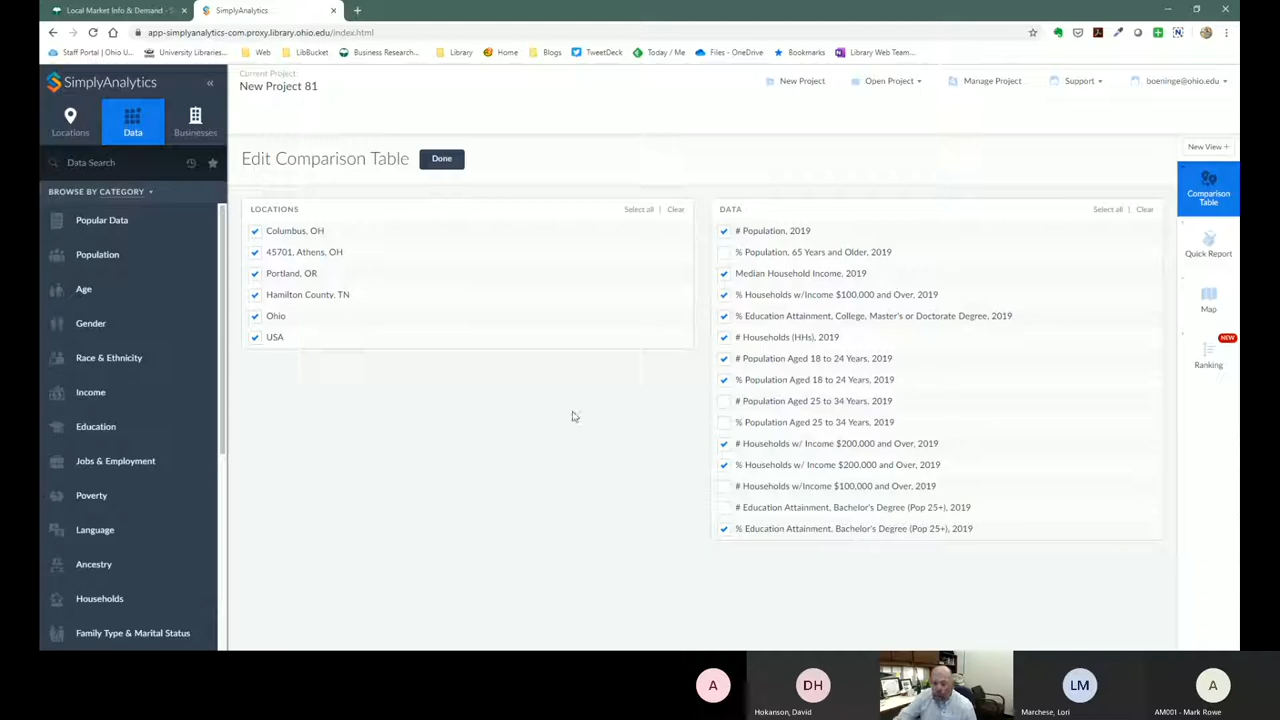 Local Market Info & Demand - S
SimplyAnalytics
app-simplyanalytics-com.proxy.library.ohio.edu/index.html
Staff Portal | Ohio U... University Libraries... Web LibBucket Business Research... Library Home Blogs TweetDeck Today / Me Files - OneDrive Bookmarks Library Web Team...
SimplyAnalytics
Current Project:
New Project 81
New Project Open Project Manage Project Support boeninge@ohio.edu
Locations Data Businesses
Data Search
BROWSE BY CATEGORY
Popular Data
Population
Age
Gender
Race & Ethnicity
Income
Education
Jobs & Employment
Poverty
Language
Ancestry
Households
Family Type & Marital Status
Edit Comparison Table Done
LOCATIONS Select all | Clear
Columbus, OH
45701, Athens, OH
Portland, OR
Hamilton County, TN
Ohio
USA
DATA Select all | Clear
# Population, 2019
% Population, 65 Years and Older, 2019
Median Household Income, 2019
% Households w/Income $100,000 and Over, 2019
% Education Attainment, College, Master's or Doctorate Degree, 2019
# Households (HHs), 2019
# Population Aged 18 to 24 Years, 2019
% Population Aged 18 to 24 Years, 2019
# Population Aged 25 to 34 Years, 2019
% Population Aged 25 to 34 Years, 2019
# Households w/ Income $200,000 and Over, 2019
% Households w/ Income $200,000 and Over, 2019
# Households w/Income $100,000 and Over, 2019
# Education Attainment, Bachelor's Degree (Pop 25+), 2019
% Education Attainment, Bachelor's Degree (Pop 25+), 2019
New View +
Comparison
Table
Quick Report
Map
NEW
Ranking
A
DH
Hokanson, David
LM
Marchese, Lori
A
AM001 - Mark Rowe